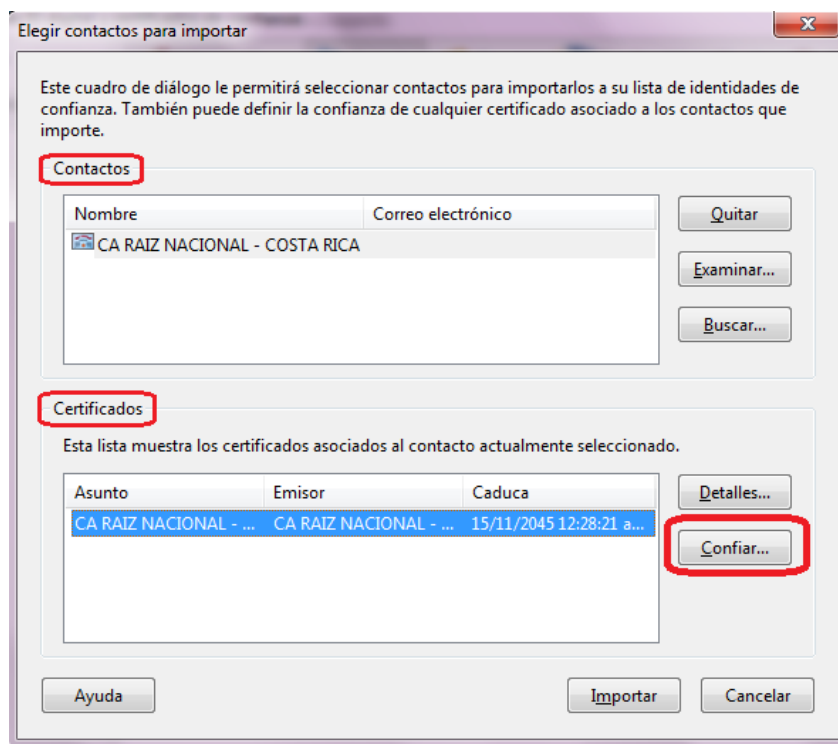 Elegir contactos para importar
Este cuadro de diálogo le permitirá seleccionar contactos para importarlos a su lista de identidades de
confianza. También puede definir la confianza de cualquier certificado asociado a los contactos que
importe.
Contactos
Nombre Correo electrónico
CA RAIZ NACIONAL - COSTA RICA
Quitar
Examinar...
Buscar...
Certificados
Esta lista muestra los certificados asociados al contacto actualmente seleccionado.
Asunto Emisor Caduca
CA RAIZ NACIONAL - ... CA RAIZ NACIONAL - ... 15/11/2045 12:28:21 a...
Detalles...
Confiar...
Ayuda Importar Cancelar